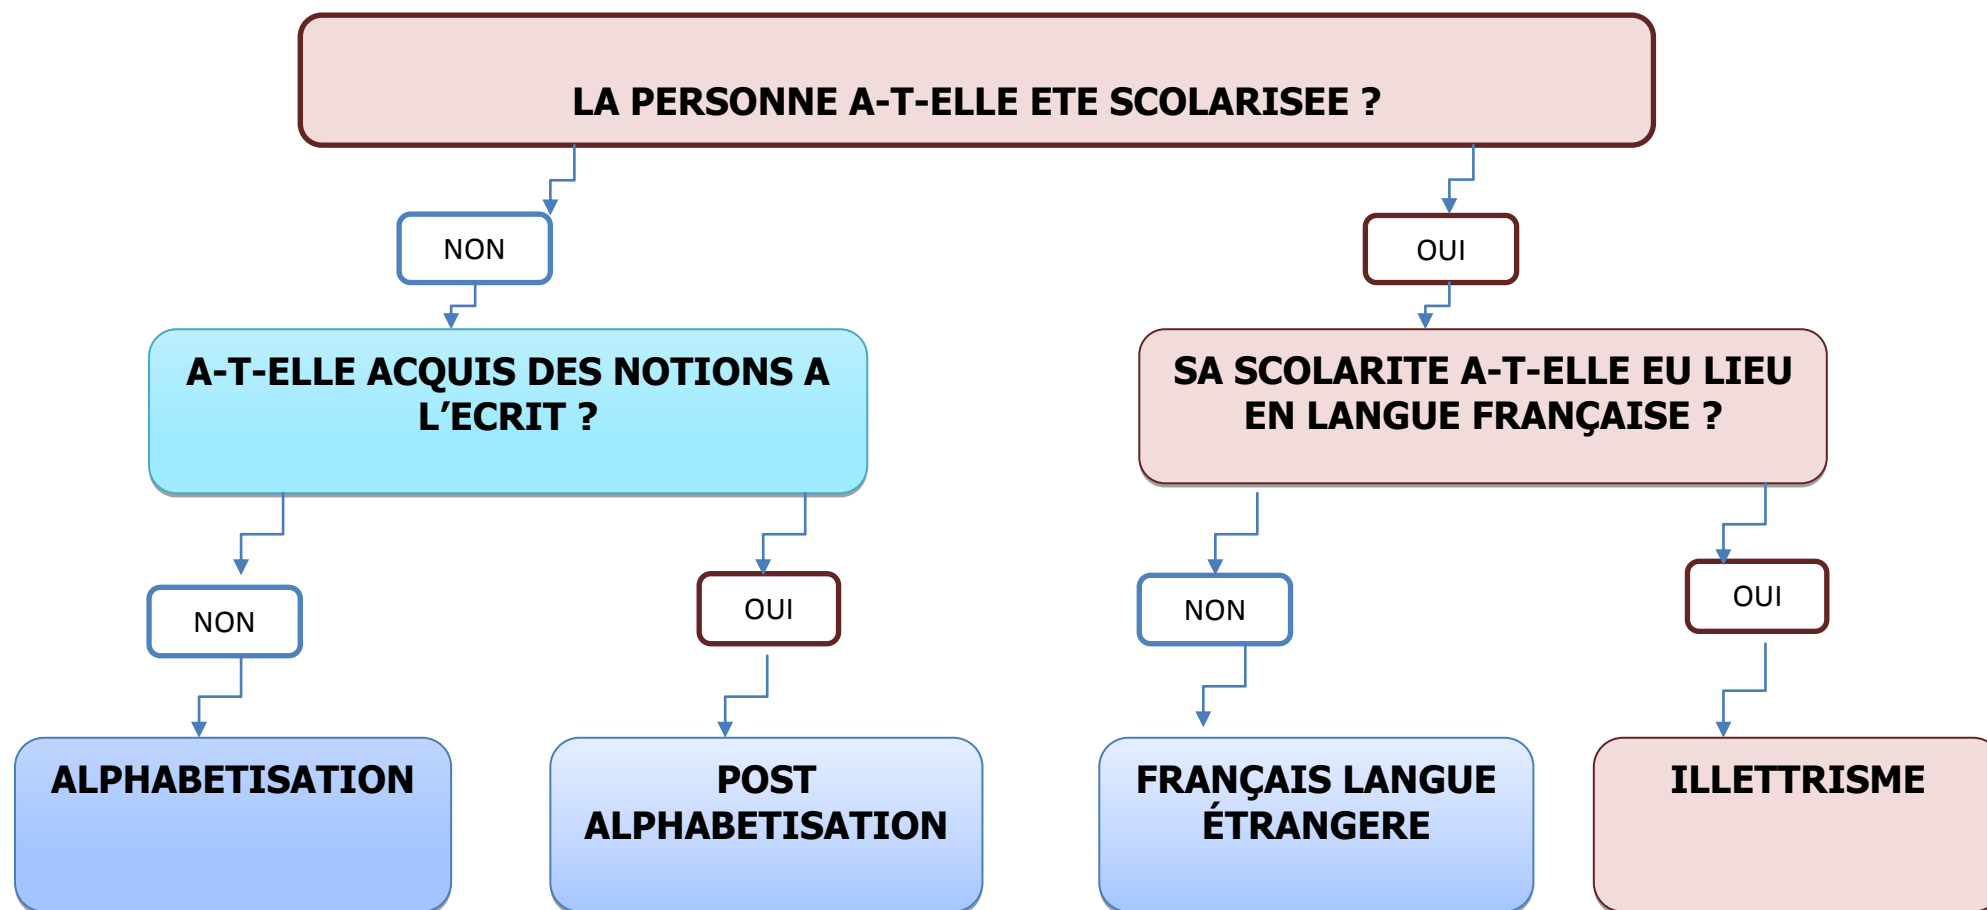 LA PERSONNE A-T-ELLE ETE SCOLARISEE ?
NON
OUI
A-T-ELLE ACQUIS DES NOTIONS A
L’ECRIT ?
SA SCOLARITE A-T-ELLE EU LIEU
EN LANGUE FRANÇAISE ?
NON
OUI
NON
OUI
ALPHABETISATION
POST
ALPHABETISATION
FRANÇAIS LANGUE
ÉTRANGERE
ILLETTRISME